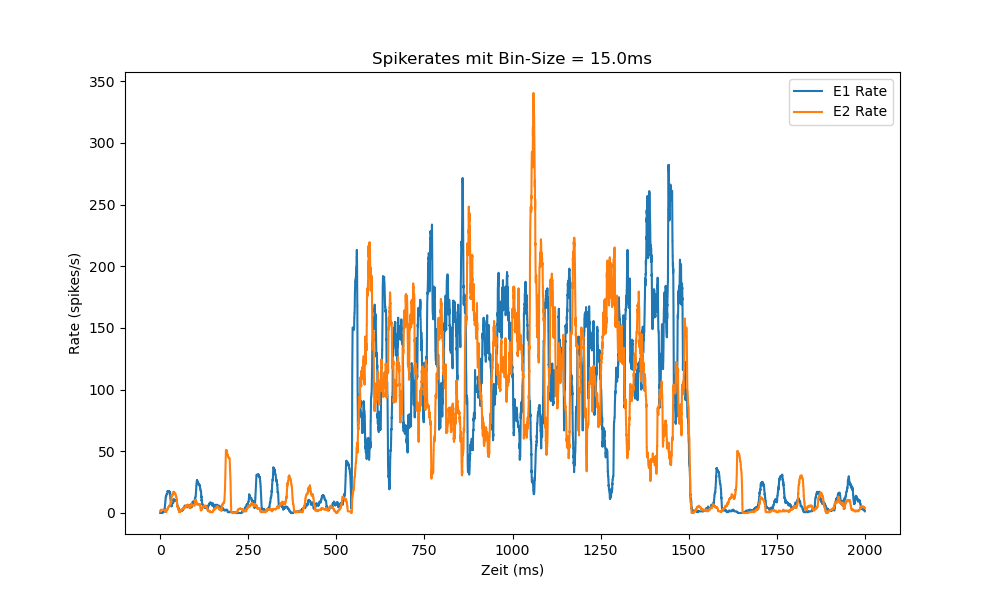 Spikerates mit Bin-Size = 15.0ms
E1 Rate
E2 Rate
Rate (spikes/s)
350
300
250
200
150
100
50
0
0 250 500 750 1000 1250 1500 1750 2000
Zeit (ms)